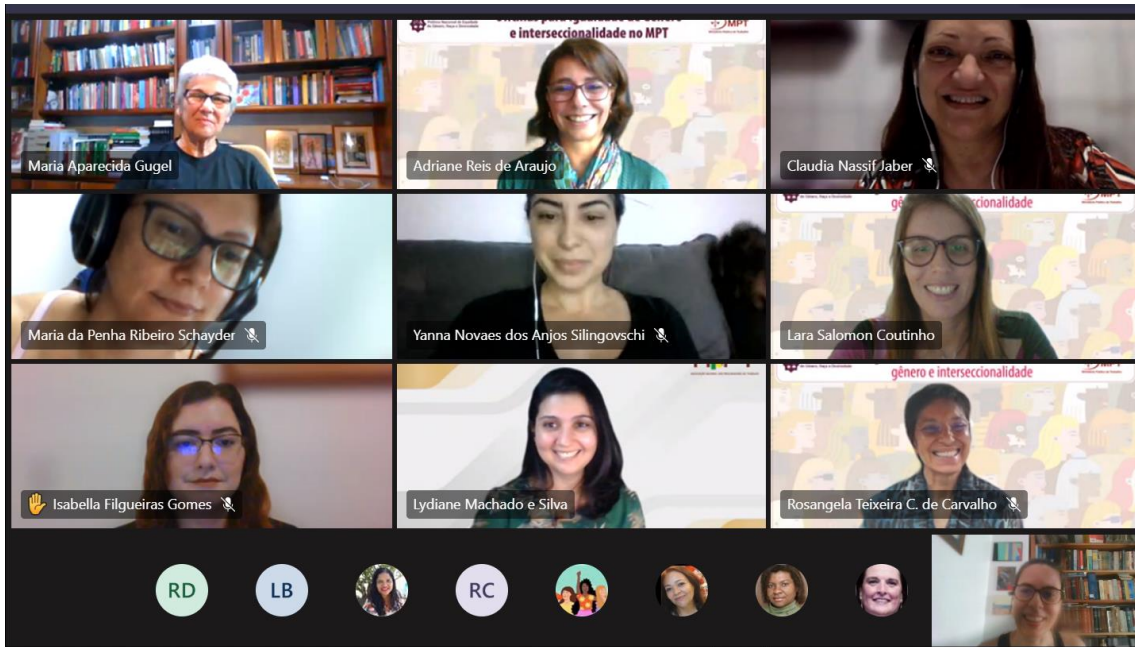 e interseccionalidade no MPT
MPT
Maria Aparecida Gugel
Adriane Reis de Araujo
Claudia Nassif Jaber
gênero e interseccionalidade
MPT
Maria da Penha Ribeiro Schayder
Yanna Novaes dos Anjos Silingovschi
Lara Salomon Coutinho
gênero e interseccionalidade
MPT
Isabella Filgueiras Gomes
Lydiane Machado e Silva
Rosangela Teixeira C. de Carvalho
RD
LB
RC